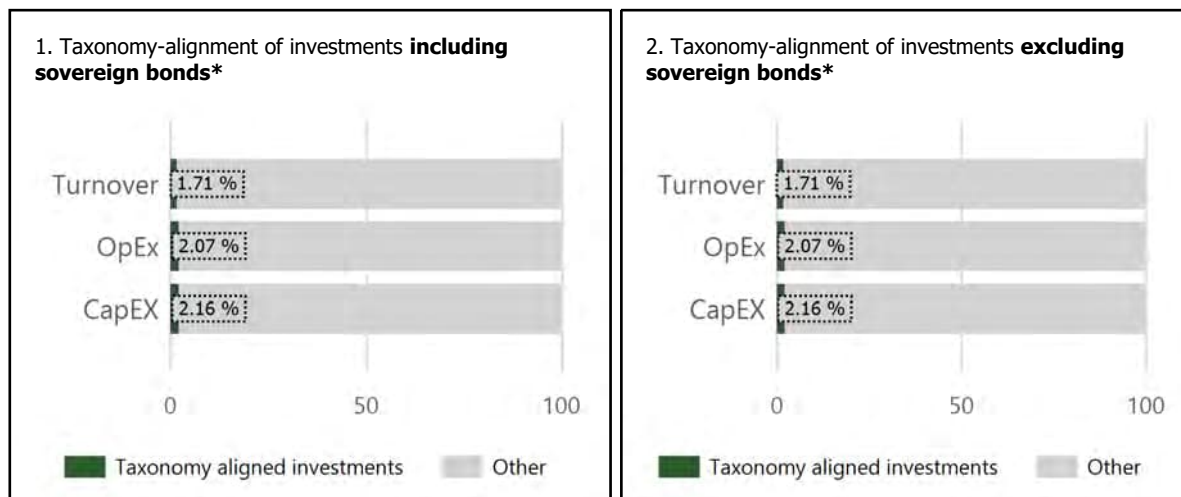 1. Taxonomy-alignment of investments including
sovereign bonds*
Turnover
1.71 %
OpEx
2.07 %
CapEX
2.16 %
0 50 100
Taxonomy aligned investments Other
2. Taxonomy-alignment of investments excluding
sovereign bonds*
Turnover
1.71 %
OpEx
2.07 %
CapEX
2.16 %
0 50 100
Taxonomy aligned investments Other